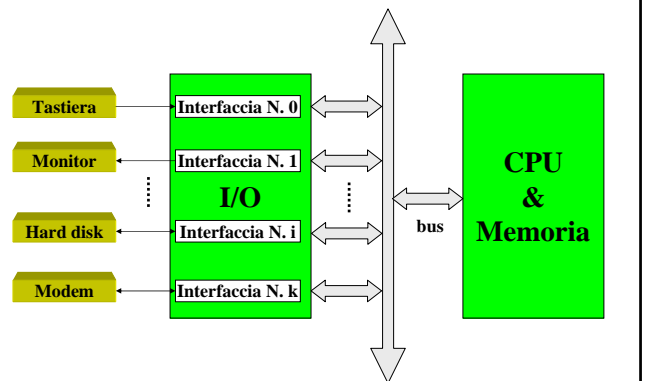 Tastiera
Interfaccia N. 0
Monitor
Interfaccia N. 1
I/O
Hard disk
Interfaccia N. i
Modem
Interfaccia N. k
bus
CPU
&
Memoria